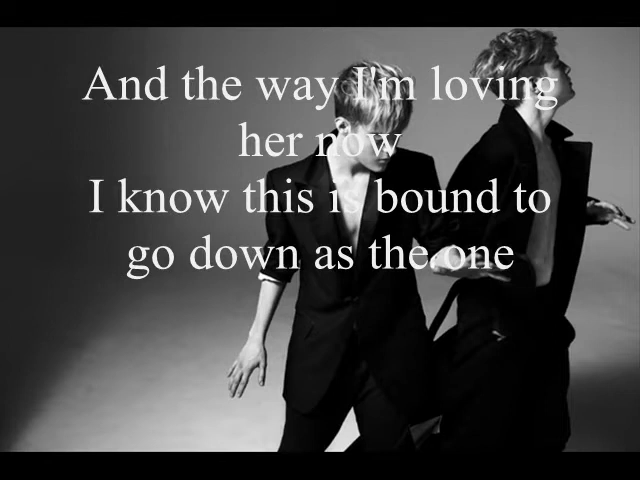 And the way I'm loving
her now
I know this is bound to
go down as the one